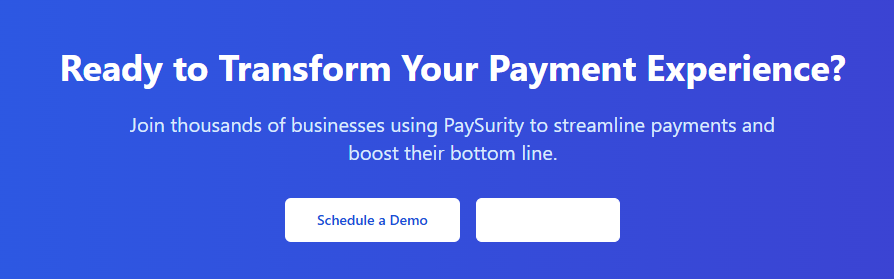 Ready to Transform Your Payment Experience?
Join thousands of businesses using PaySurity to streamline payments and
boost their bottom line.
Schedule a Demo